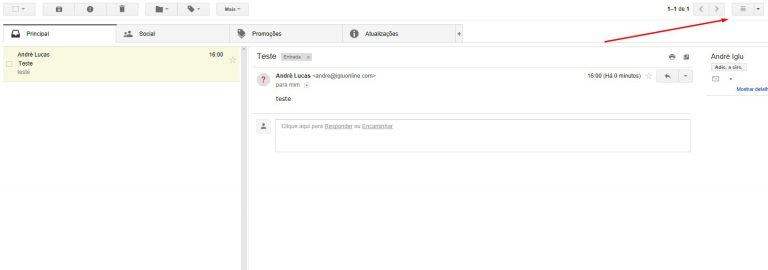 Mais
1–1 de 1
Principal
Social
Promoções
Atualizações
+
André Lucas 16:00
Teste
teste
Teste Entrada x
André Lucas <andre@igluonline.com> 16:00 (Há 0 minutos)
para mim
teste
Clique aqui para Responder ou Encaminhar
André Iglu
Adic. a círc.
Mostrar detalh